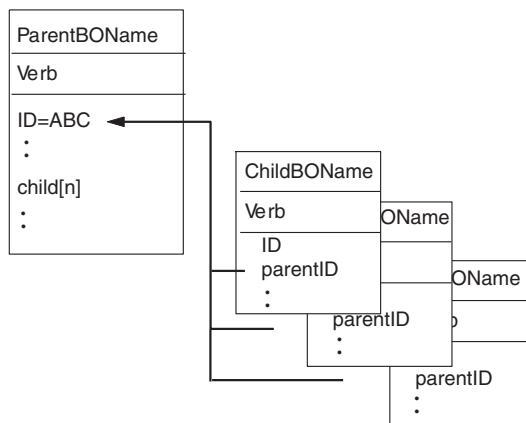 ParentBOName
Verb
ID=ABC
child[n]
ChildBOName
Verb
ID
parentID
OName
parentID
OName
parentID